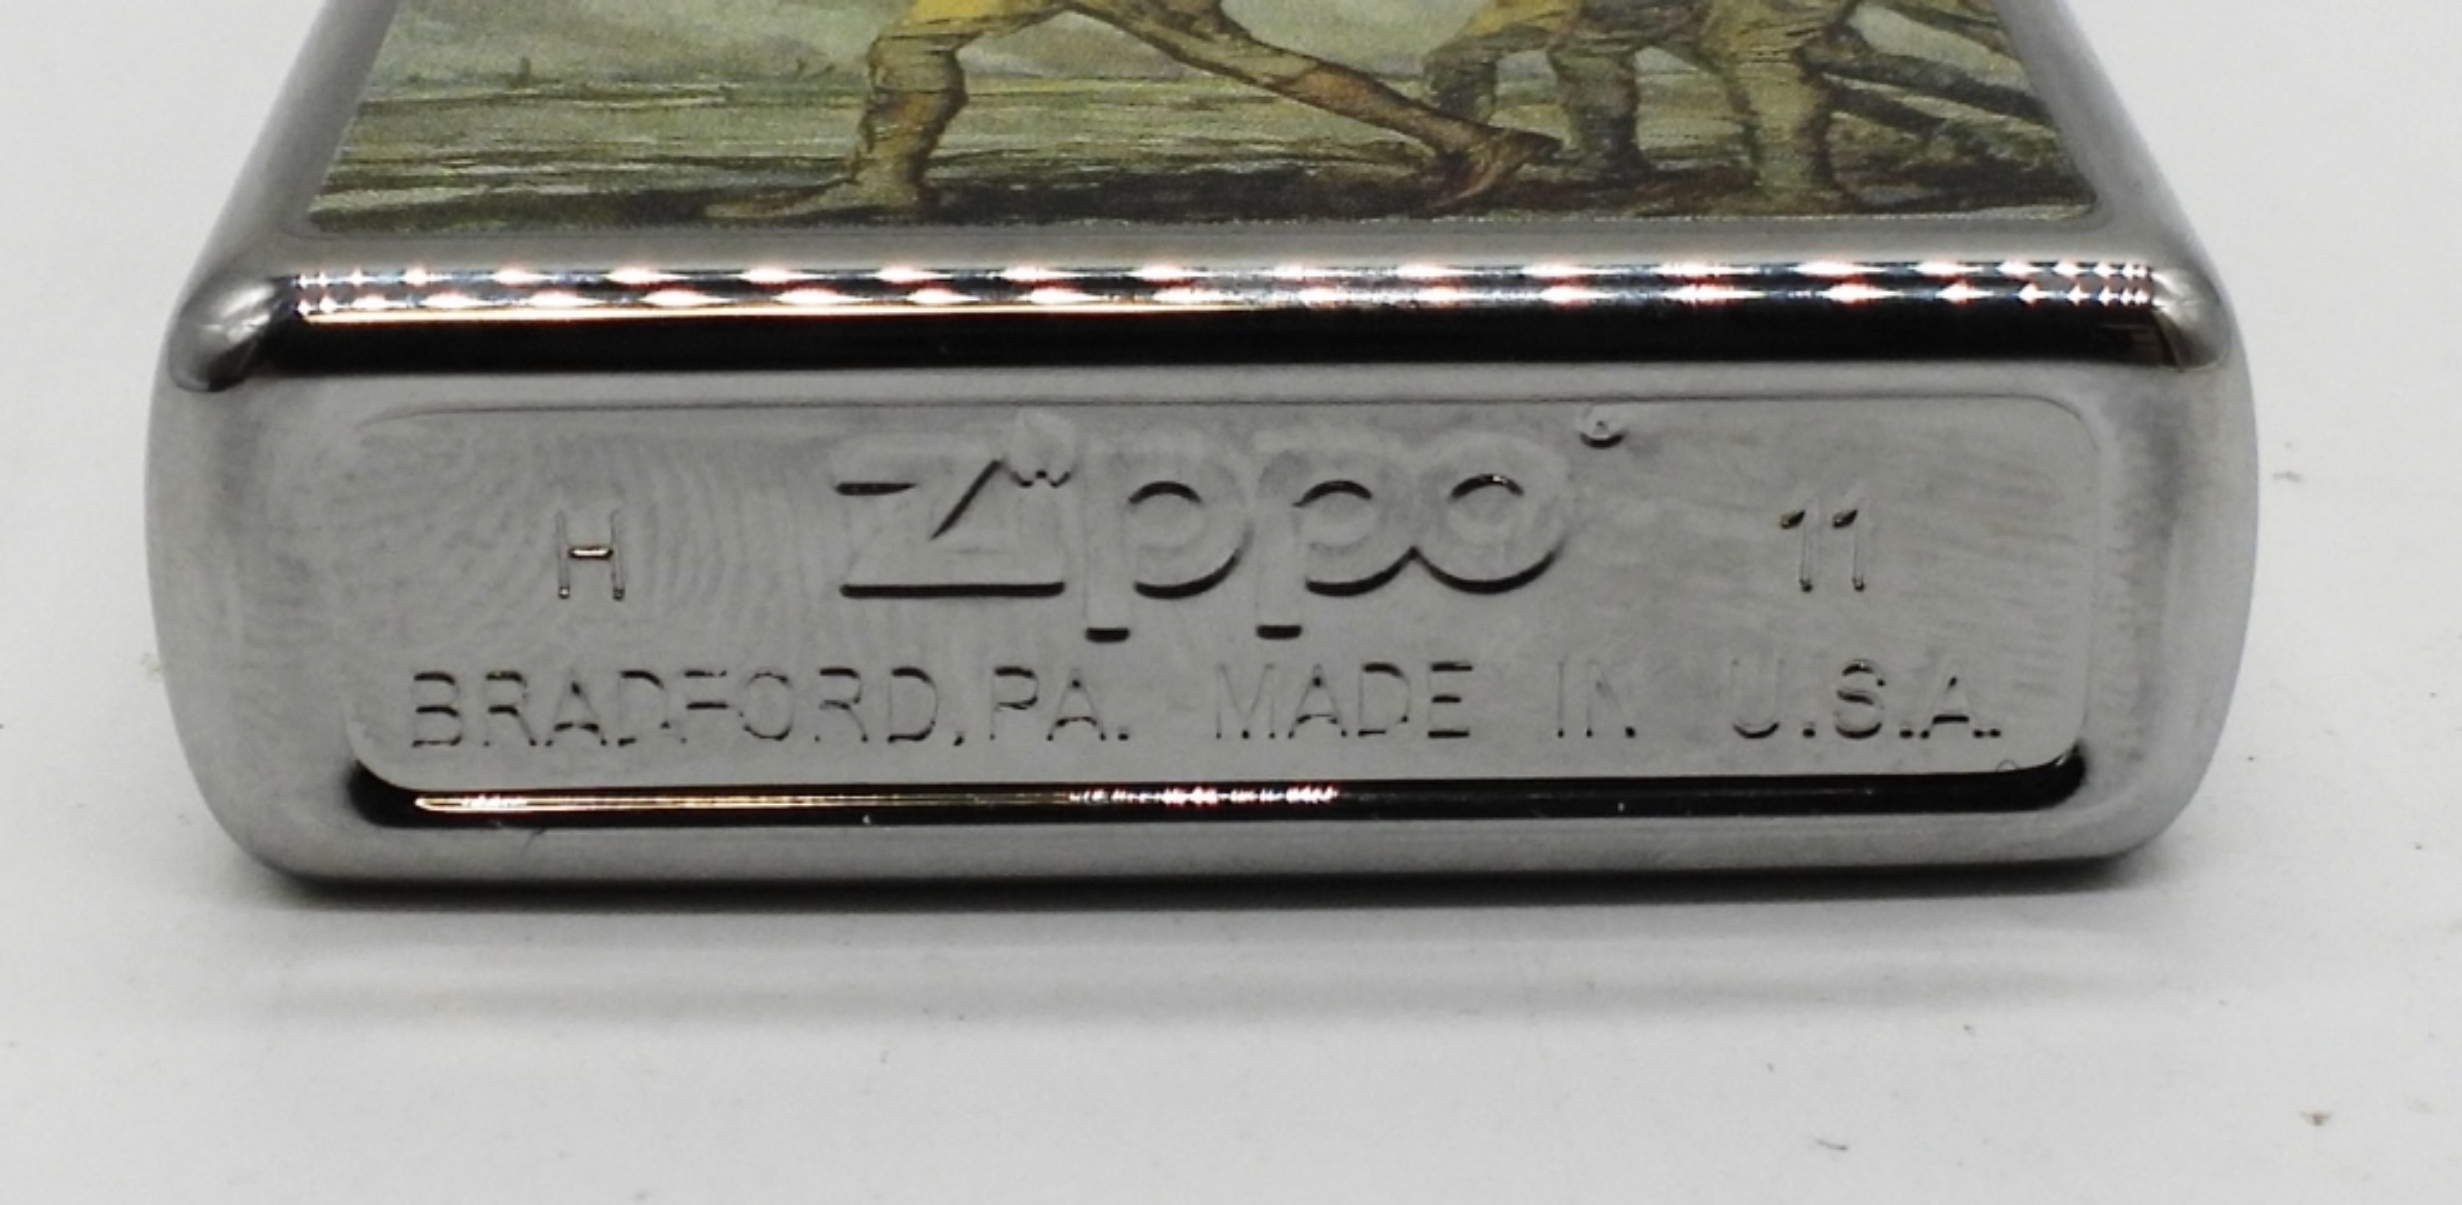 H Zippo® 11
BRADFORD,PA. MADE IN U.S.A.